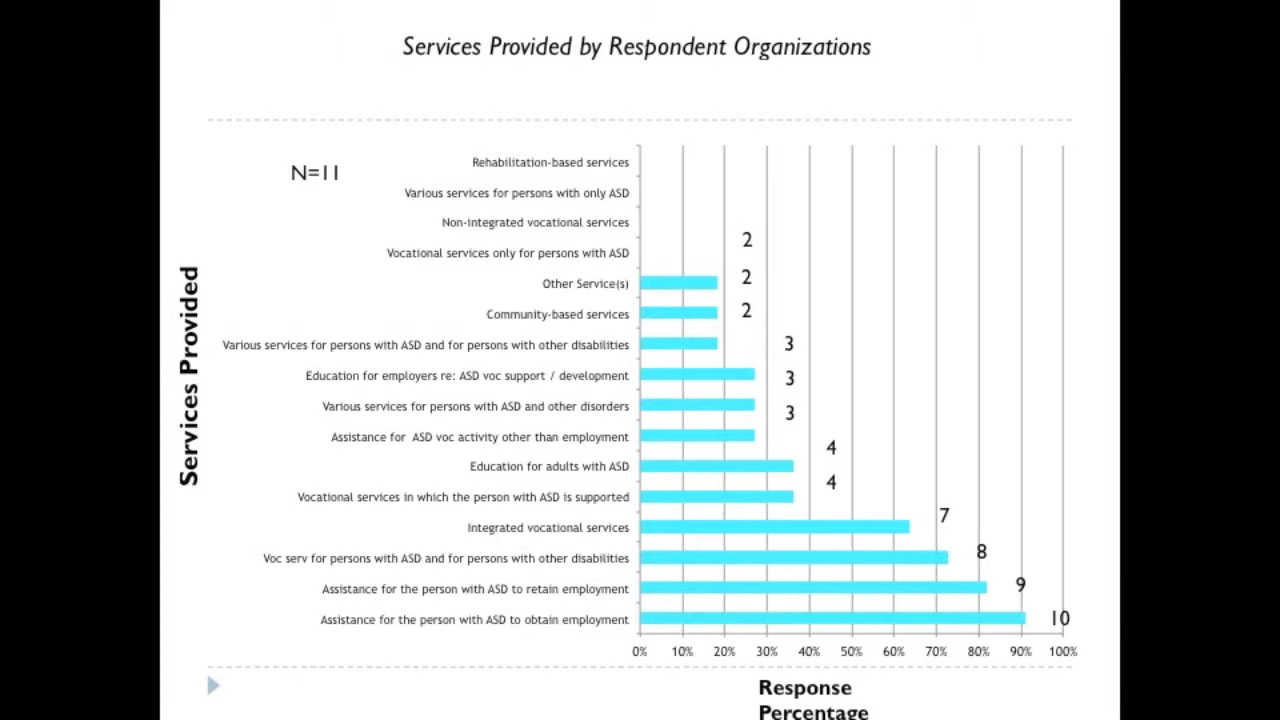 Services Provided by Respondent Organizations
N=11
Services Provided
Rehabilitation-based services
Various services for persons with only ASD
Non-integrated vocational services
Vocational services only for persons with ASD
2
Other Service(s)
2
Community-based services
2
Various services for persons with ASD and for persons with other disabilities
3
Education for employers re: ASD voc support / development
3
Various services for persons with ASD and other disorders
3
Assistance for ASD voc activity other than employment
4
Education for adults with ASD
4
Vocational services in which the person with ASD is supported
7
Integrated vocational services
8
Voc serv for persons with ASD and for persons with other disabilities
9
Assistance for the person with ASD to retain employment
10
Assistance for the person with ASD to obtain employment
0% 10% 20% 30% 40% 50% 60% 70% 80% 90% 100%
Response
Percentage